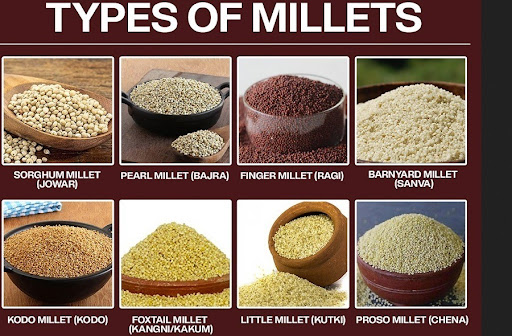 TYPES OF MILLETS
SORGHUM MILLET
(JOWAR)
PEARL MILLET (BAJRA)
FINGER MILLET (RAGI)
BARNYARD MILLET
(SANVA)
KODO MILLET (KODO)
FOXTAIL MILLET
(KANGNI/KAKUM)
LITTLE MILLET (KUTKI)
PROSO MILLET (CHENA)